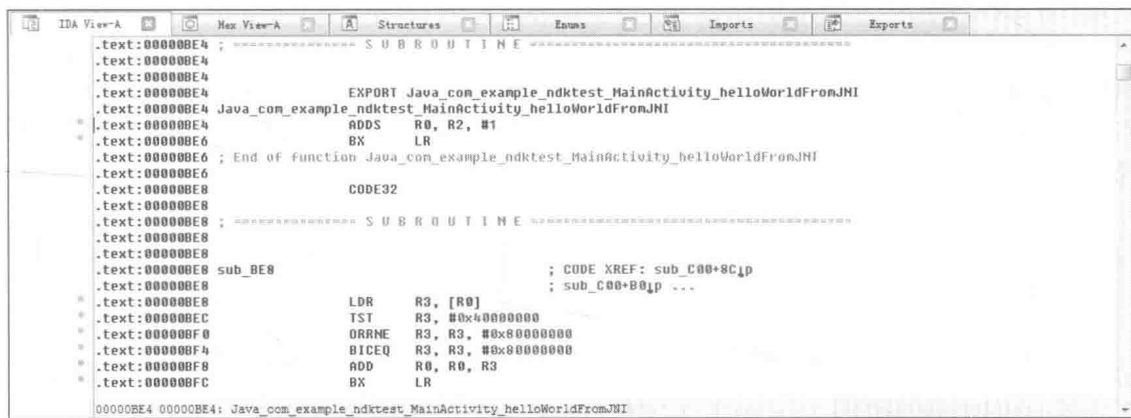 IDA View-A Hex View-A Structures Enums Imports Exports
.text:00000BE4 ; =============== S U B R O U T I N E =======================================
.text:00000BE4
.text:00000BE4
.text:00000BE4 EXPORT Java_com_example_ndktest_MainActivity_helloWorldFromJNI
.text:00000BE4 Java_com_example_ndktest_MainActivity_helloWorldFromJNI
.text:00000BE4 ADDS R0, R2, #1
.text:00000BE6 BX LR
.text:00000BE6 ; End of function Java_com_example_ndktest_MainActivity_helloWorldFromJNI
.text:00000BE6
.text:00000BE8 CODE32
.text:00000BE8
.text:00000BE8 ; =============== S U B R O U T I N E =======================================
.text:00000BE8
.text:00000BE8
.text:00000BE8 sub_BE8 ; CODE XREF: sub_C00+8C↓p
.text:00000BE8 ; sub_C00+B0↓p ...
.text:00000BE8 LDR R3, [R0]
.text:00000BEC TST R3, #0x40000000
.text:00000BF0 ORRNE R3, R3, #0x80000000
.text:00000BF4 BICEQ R3, R3, #0x80000000
.text:00000BF8 ADD R0, R0, R3
.text:00000BFC BX LR
00000BE4 00000BE4: Java_com_example_ndktest_MainActivity_helloWorldFromJNI